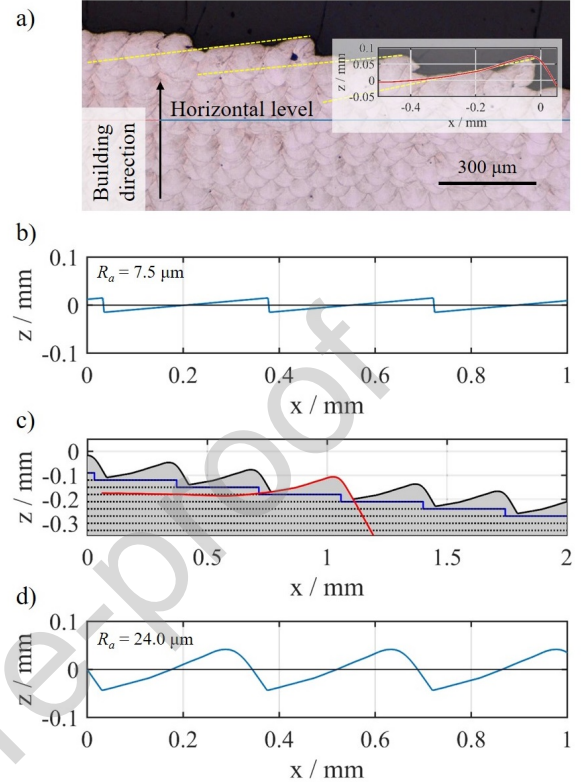 a)
z / mm
0.1
0.05
0
-0.05
-0.4
-0.2
0
x / mm
Horizontal level
Building
direction
300 μm
b)
z / mm
0.1
0
-0.1
Ra = 7.5 μm
0
0.2
0.4
0.6
0.8
1
x / mm
c)
z / mm
0
-0.1
-0.2
-0.3
0
0.5
1
1.5
2
x / mm
d)
z / mm
0.1
0
-0.1
Ra = 24.0 μm
0
0.2
0.4
0.6
0.8
1
x / mm
re-proof